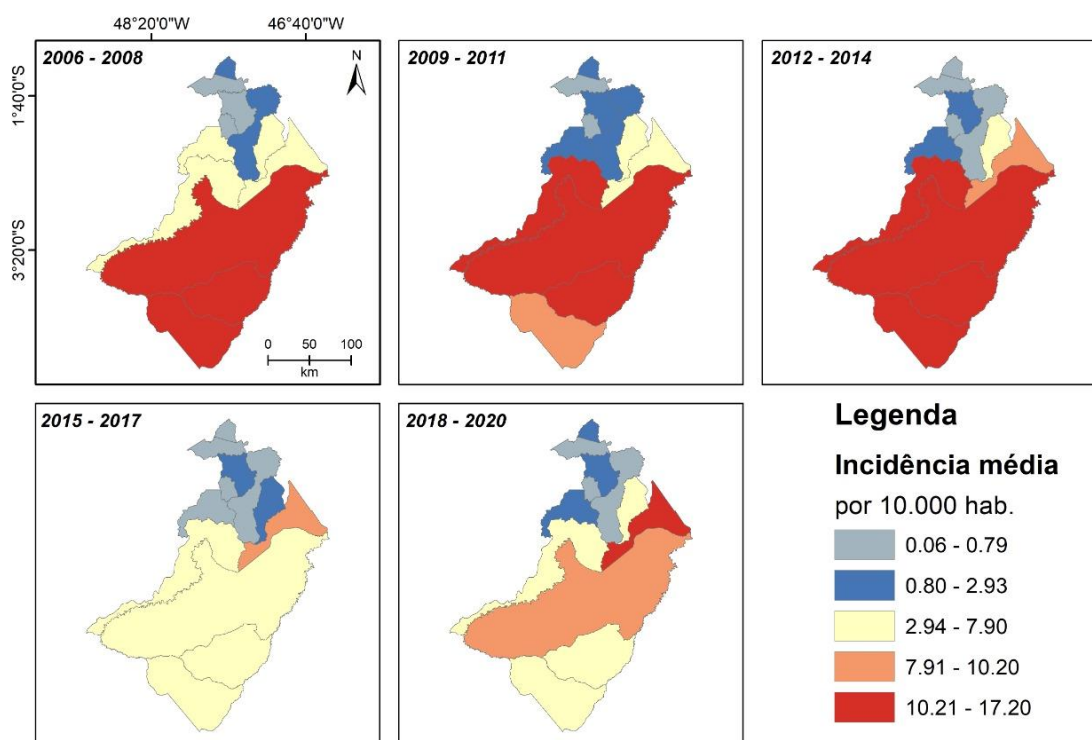 48°20'0"W 46°40'0"W
2006 - 2008
N
1°40'0"S
3°20'0"S
0 50 100
km
2009 - 2011
2012 - 2014
2015 - 2017
2018 - 2020
Legenda
Incidência média
por 10.000 hab.
0.06 - 0.79
0.80 - 2.93
2.94 - 7.90
7.91 - 10.20
10.21 - 17.20